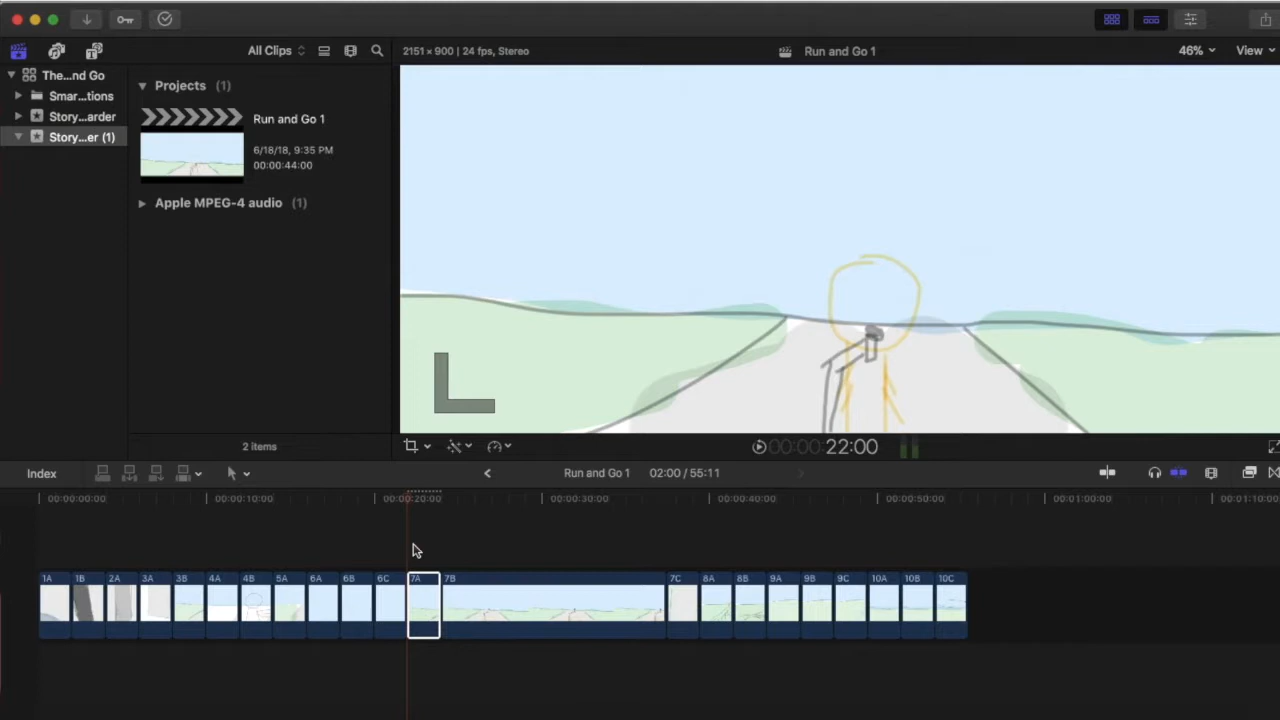 All Clips
2151 × 900 | 24 fps, Stereo
Run and Go 1
46%
View
The...nd Go
Smar...tions
Story...arder
Story...er (1)
Projects (1)
Run and Go 1
6/18/18, 9:35 PM
00:00:44:00
Apple MPEG-4 audio (1)
2 items
00:00:22:00
Index
Run and Go 1
02:00 / 55:11
00:00:00:00
00:00:10:00
00:00:20:00
00:00:30:00
00:00:40:00
00:00:50:00
00:01:00:00
00:01:10:00
1A 1B 2A 3A 3B 4A 4B 5A 6A 6B 6C 7A 7B 7C 8A 8B 9A 9B 9C 10A 10B 10C